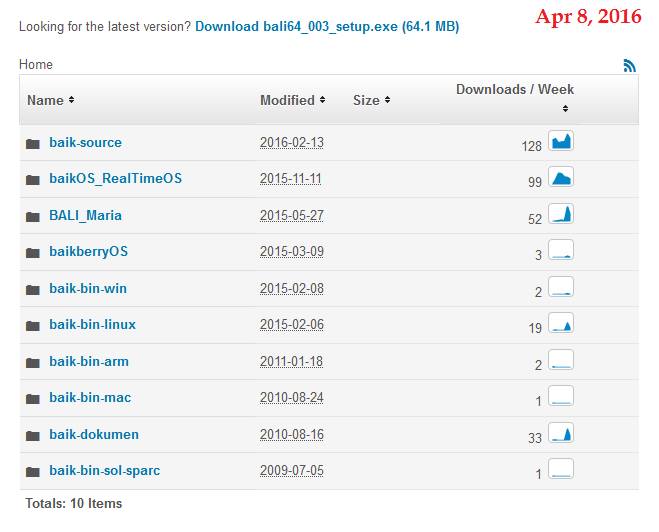 Looking for the latest version? Download bali64_003_setup.exe (64.1 MB)
Apr 8, 2016
Home
Name Modified Size Downloads / Week
baik-source 2016-02-13 128
baikOS_RealTimeOS 2015-11-11 99
BALI_Maria 2015-05-27 52
baikberryOS 2015-03-09 3
baik-bin-win 2015-02-08 2
baik-bin-linux 2015-02-06 19
baik-bin-arm 2011-01-18 2
baik-bin-mac 2010-08-24 1
baik-dokumen 2010-08-16 33
baik-bin-sol-sparc 2009-07-05 1
Totals: 10 Items